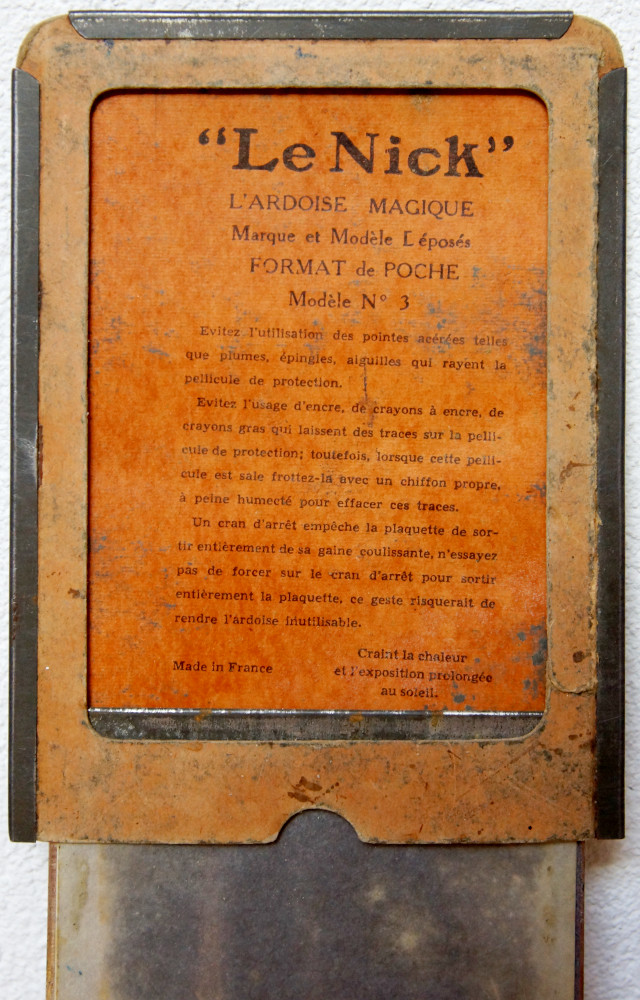 “Le Nick”
L'ARDOISE MAGIQUE
Marque et Modèle Déposés
FORMAT de POCHE
Modèle N° 3
Evitez l'utilisation des pointes acérées telles
que plumes, épingles, aiguilles qui rayent la
pellicule de protection.
Evitez l'usage d'encre, de crayons à encre, de
crayons gras qui laissent des traces sur la pelli-
cule de protection; toutefois, lorsque cette pelli-
cule est sale frottez-la avec un chiffon propre,
à peine humecté pour effacer ces traces.
Un cran d'arrêt empêche la plaquette de sor-
tir entièrement de sa gaine coulissante, n'essayez
pas de forcer sur le cran d'arrêt pour sortir
entièrement la plaquette, ce geste risquerait de
rendre l'ardoise inutilisable.
Made in France
Craint la chaleur
et l'exposition prolongée
au soleil.